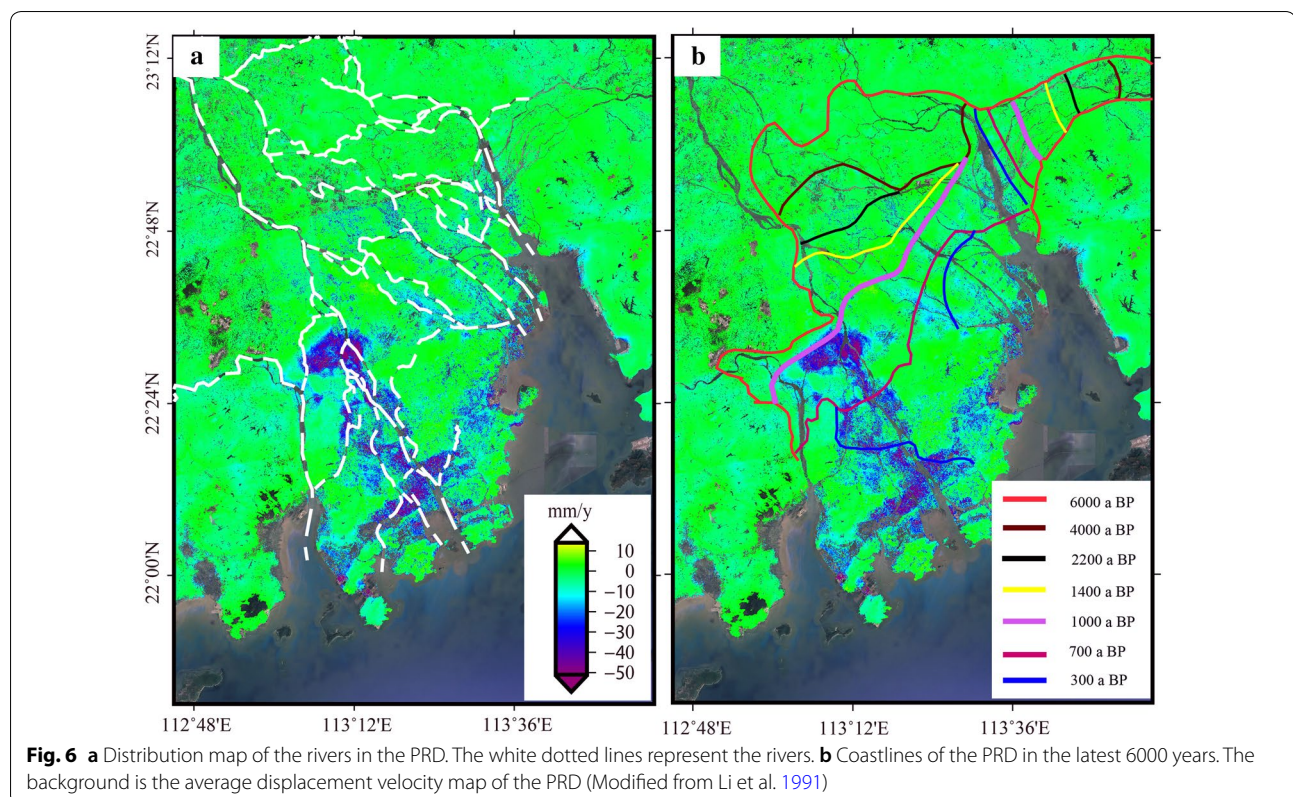 a
b
23°12'N
22°48'N
22°24'N
22°00'N
mm/y
10
0
−10
−20
−30
−40
−50
6000 a BP
4000 a BP
2200 a BP
1400 a BP
1000 a BP
700 a BP
300 a BP
112°48'E 113°12'E 113°36'E
112°48'E 113°12'E 113°36'E
Fig. 6 a Distribution map of the rivers in the PRD. The white dotted lines represent the rivers. b Coastlines of the PRD in the latest 6000 years. The
background is the average displacement velocity map of the PRD (Modified from Li et al. 1991)